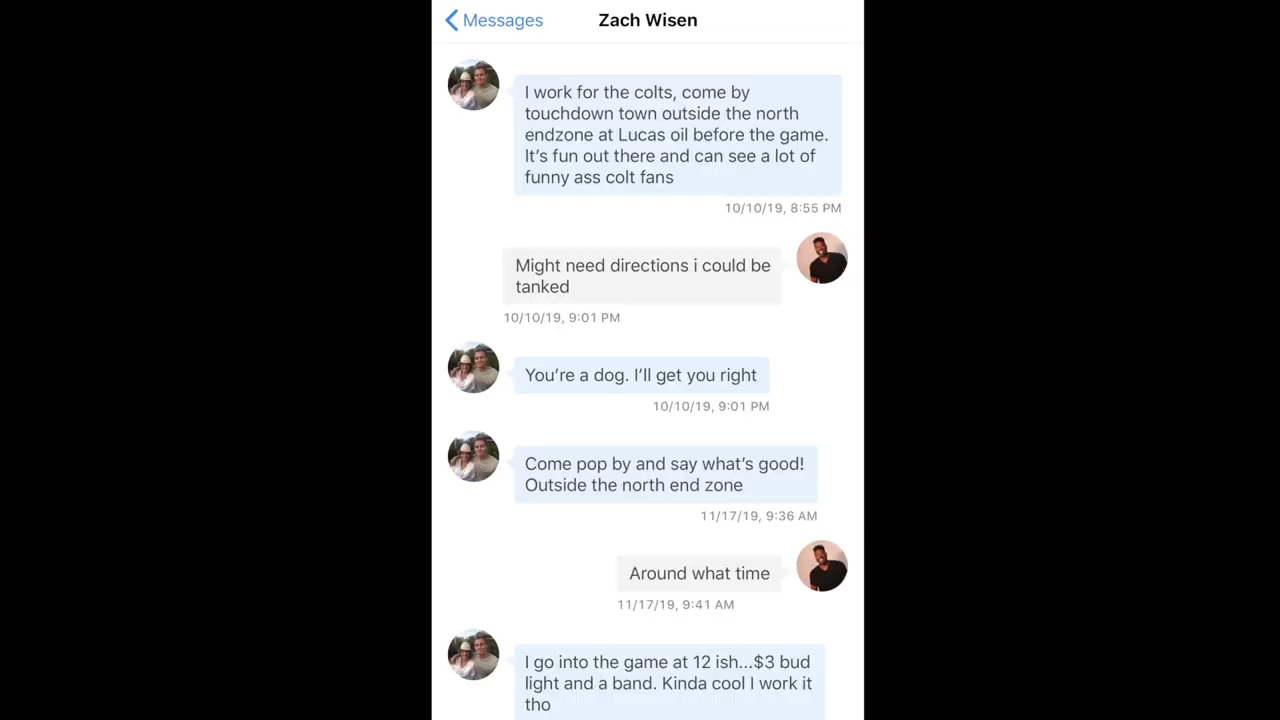 Messages
Zach Wisen
I work for the colts, come by
touchdown town outside the north
endzone at Lucas oil before the game.
It’s fun out there and can see a lot of
funny ass colt fans
10/10/19, 8:55 PM
Might need directions i could be
tanked
10/10/19, 9:01 PM
You’re a dog. I’ll get you right
10/10/19, 9:01 PM
Come pop by and say what’s good!
Outside the north end zone
11/17/19, 9:36 AM
Around what time
11/17/19, 9:41 AM
I go into the game at 12 ish...$3 bud
light and a band. Kinda cool I work it
tho